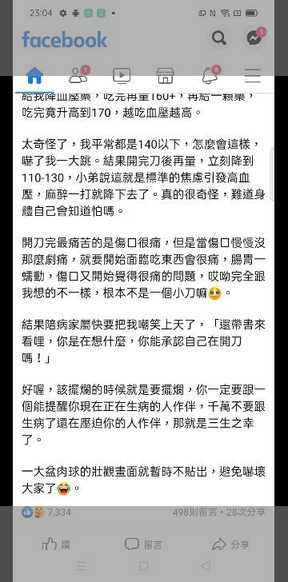 23:04
facebook
給我降血壓藥，吃完再量160+，再給一顆藥，
吃完竟升高到170，越吃血壓越高。
太奇怪了，我平常都是140以下，怎麼會這樣，
嚇了我一大跳。結果開完刀後再量，立刻降到
110-130，小弟說這就是標準的焦慮引發高血
壓，麻醉一打就降下去了。真的很奇怪，難道身
體自己會知道怕嗎。
開刀完最痛苦的是傷口很痛，但是當傷口慢慢沒
那麼劇痛，就要開始面臨吃東西會很痛，腸胃一
蠕動，傷口又開始覺得很痛的問題，哎呦完全跟
我想的不一樣，根本不是一個小刀嘛🥹。
結果陪病家屬快要把我嘲笑上天了，「還帶書來
看哩，你是在想什麼，你能承認自己在開刀
嗎！」
好喔，該擺爛的時候就是要擺爛，你一定要跟一
個能提醒你現在正在生病的人作伴，千萬不要跟
生病了還在壓迫你的人作伴，那就是三生之幸
了。
一大盆肉球的壯觀畫面就暫時不貼出，避免嚇壞
大家了😂。
7,334
498則留言・28次分享
讚
留言
分享